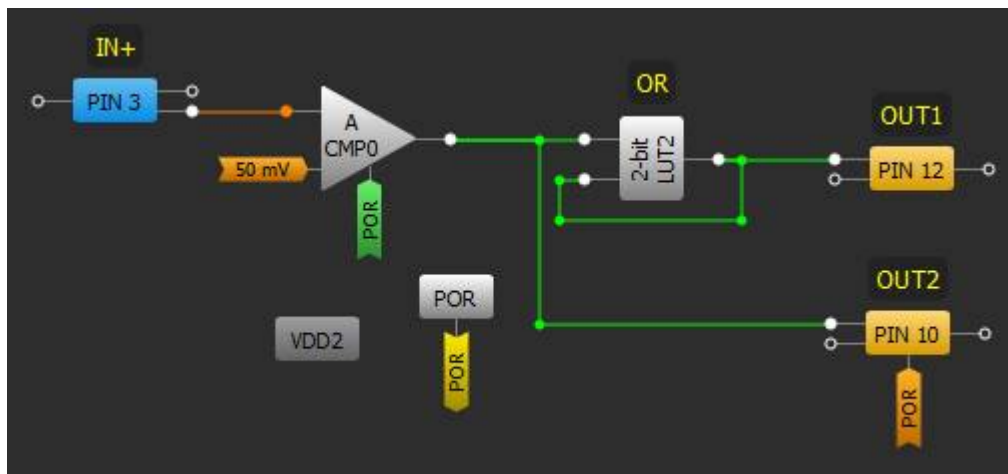 IN+
PIN 3
A
CMP0
50 mV
POR
OR
2-bit
LUT2
OUT1
PIN 12
OUT2
PIN 10
POR
POR
POR
VDD2